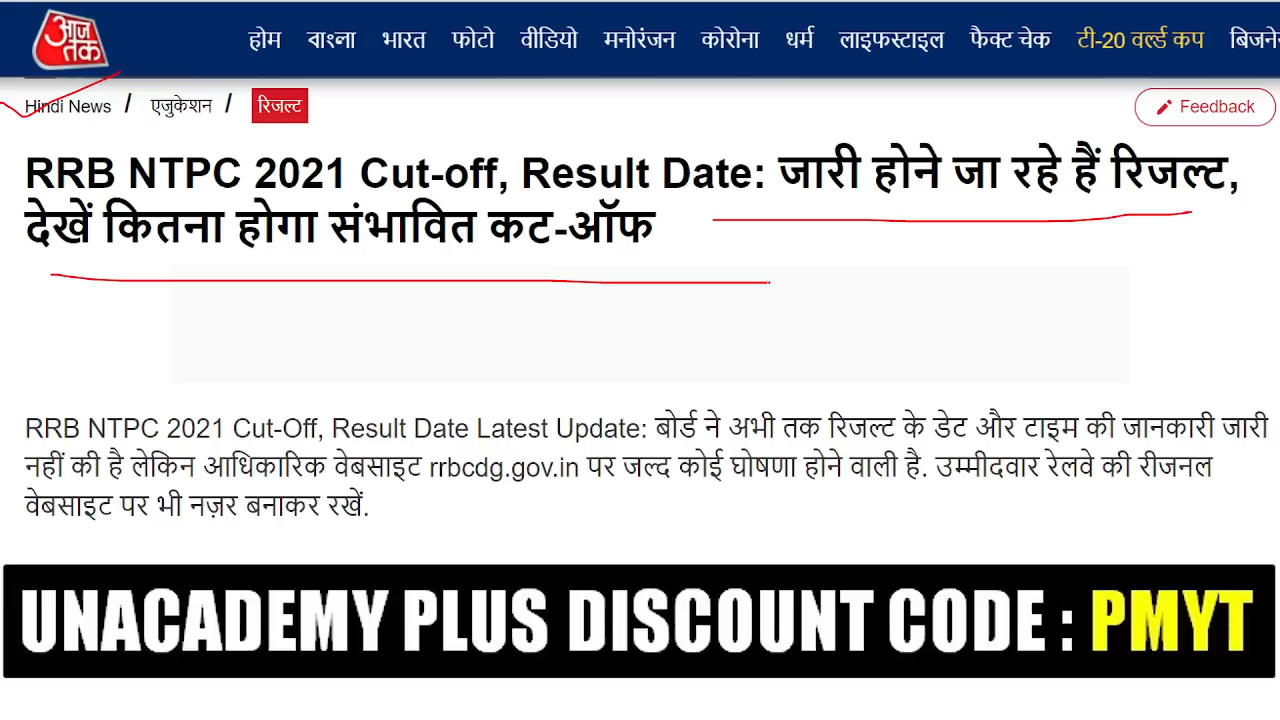 आज
तक
होम বাংলা भारत फोटो वीडियो मनोरंजन कोरोना धर्म लाइफस्टाइल फैक्ट चेक टी-20 वर्ल्ड कप
Hindi News / एजुकेशन / रिजल्ट
Feedback
RRB NTPC 2021 Cut-off, Result Date: जारी होने जा रहे हैं रिजल्ट,
देखें कितना होगा संभावित कट-ऑफ
RRB NTPC 2021 Cut-Off, Result Date Latest Update: बोर्ड ने अभी तक रिजल्ट के डेट और टाइम की जानकारी जारी
नहीं की है लेकिन आधिकारिक वेबसाइट rrbcdg.gov.in पर जल्द कोई घोषणा होने वाली है. उम्मीदवार रेलवे की रीजनल
वेबसाइट पर भी नज़र बनाकर रखें.
UNACADEMY PLUS DISCOUNT CODE : PMYT